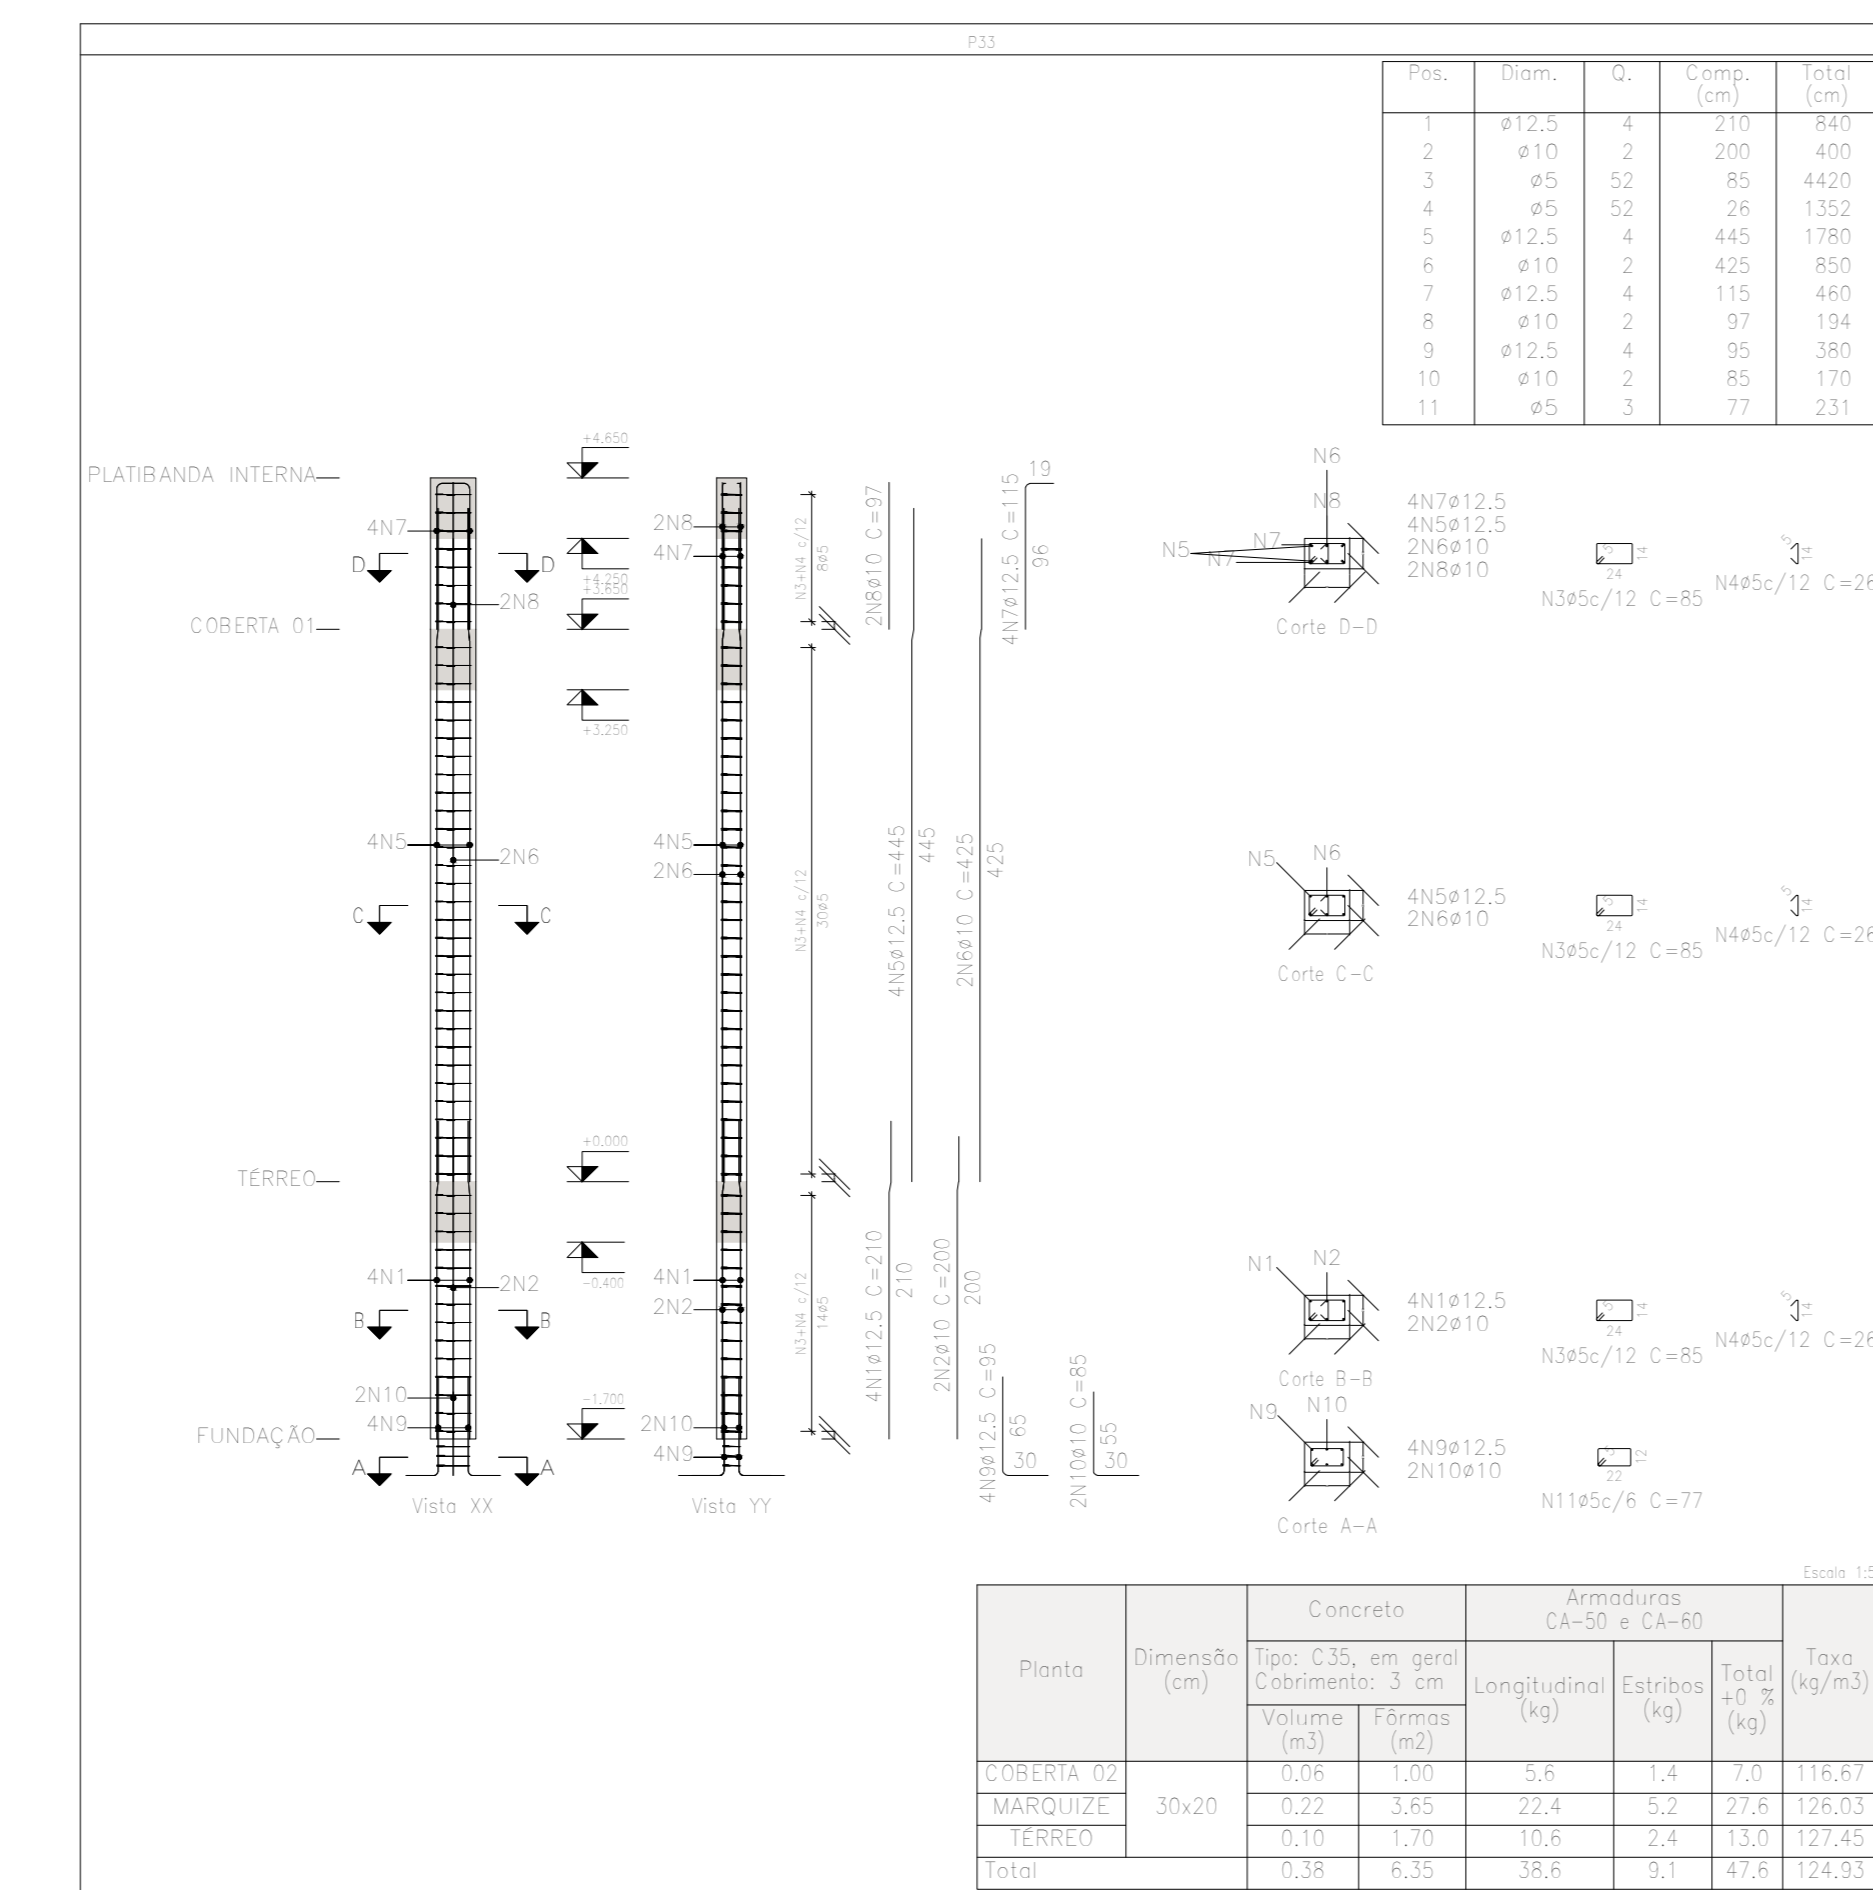 P33
Pos. Diam. Q. Comp. (cm) Total (cm)
1 ø12.5 4 210 840
2 ø10 2 200 400
3 ø5 52 85 4420
4 ø5 52 26 1352
5 ø12.5 4 445 1780
6 ø10 2 425 850
7 ø12.5 4 115 460
8 ø10 2 97 194
9 ø12.5 4 95 380
10 ø10 2 85 170
11 ø5 3 77 231
PLATIBANDA INTERNA
COBERTA 01
TÉRREO
FUNDAÇÃO
4N7
D D
2N8
4N5
2N6
C C
4N1
2N2
B B
2N10
4N9
A A
Vista XX
+4.650
+4.250
+3.650
+3.250
+0.000
-0.400
-1.700
2N8
4N7
4N5
2N6
4N1
2N2
2N10
4N9
Vista YY
N3+N4 c/12
8ø5
N3+N4 c/12
30ø5
N3+N4 c/12
14ø5
2N8ø10 C=97
4N7ø12.5 C=115
19
96
4N5ø12.5 C=445
445
2N6ø10 C=425
425
4N1ø12.5 C=210
210
2N2ø10 C=200
200
4N9ø12.5 C=95
65
30
2N10ø10 C=85
55
30
N6
N8
N5
N7
N7
4N7ø12.5
4N5ø12.5
2N6ø10
2N8ø10
Corte D-D
5
14
24
N3ø5c/12 C=85
5
14
N4ø5c/12 C=26
N5
N6
4N5ø12.5
2N6ø10
Corte C-C
5
14
24
N3ø5c/12 C=85
5
14
N4ø5c/12 C=26
N1
N2
4N1ø12.5
2N2ø10
Corte B-B
5
14
24
N3ø5c/12 C=85
5
14
N4ø5c/12 C=26
N9
N10
4N9ø12.5
2N10ø10
Corte A-A
5
12
22
N11ø5c/6 C=77
Escala 1:5
Planta
Dimensão (cm)
Concreto
Tipo: C35, em geral
Cobrimento: 3 cm
Volume (m3)
Fôrmas (m2)
Armaduras
CA-50 e CA-60
Longitudinal (kg)
Estribos (kg)
Total +0 % (kg)
Taxa (kg/m3)
COBERTA 02 0.06 1.00 5.6 1.4 7.0 116.67
MARQUIZE 30x20 0.22 3.65 22.4 5.2 27.6 126.03
TÉRREO 0.10 1.70 10.6 2.4 13.0 127.45
Total 0.38 6.35 38.6 9.1 47.6 124.93